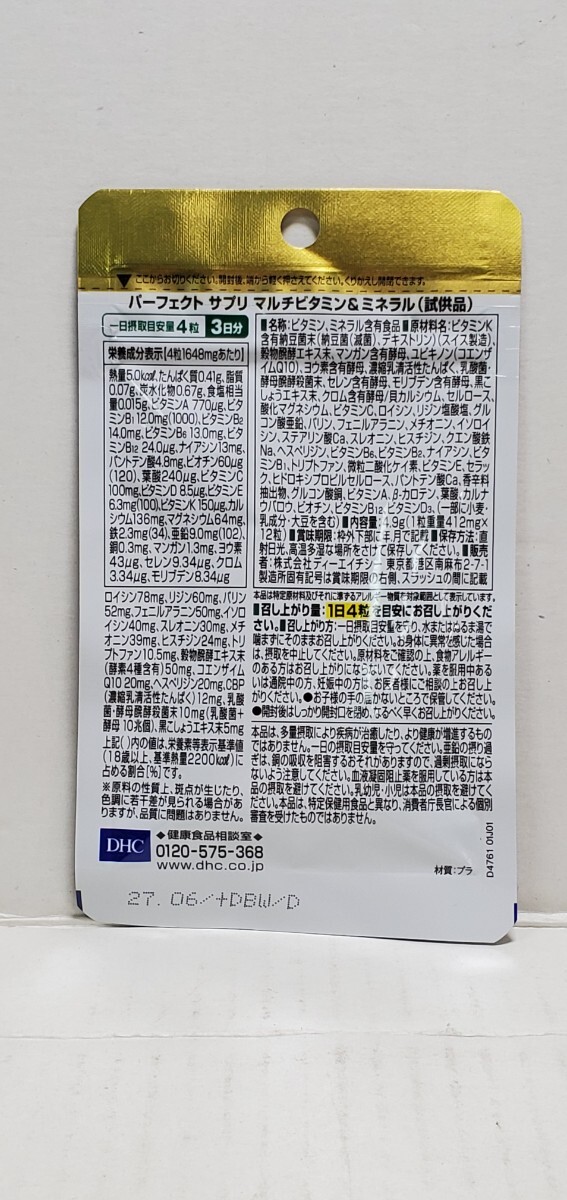 ▼ここからお切りください。開封後、端から軽く押さえてください。くりかえし開閉できます。
パーフェクト サプリ マルチビタミン&ミネラル(試供品)
一日摂取目安量4粒 3日分
栄養成分表示[4粒1648mgあたり]
熱量5.0kcal、たんぱく質0.41g、脂質
0.07g、炭水化物0.67g、食塩相当
量0.015g、ビタミンA 770μg、ビタ
ミンB₁ 12.0mg(1000)、ビタミンB₂
14.0mg、ビタミンB₆ 13.0mg、ビタミ
ンB₁₂ 24.0μg、ナイアシン13mg、
パントテン酸4.8mg、ビオチン60μg
(120)、葉酸240μg、ビタミンC
100mg、ビタミンD 8.5μg、ビタミンE
6.3mg(100)、ビタミンK 150μg、カル
シウム136mg、マグネシウム64mg、
鉄2.3mg(34)、亜鉛9.0mg(102)、
銅0.3mg、マンガン1.3mg、ヨウ素
43μg、セレン9.34μg、クロム
3.34μg、モリブデン8.34μg
ロイシン78mg、リジン60mg、バリン
52mg、フェニルアラニン50mg、イソロ
イシン40mg、スレオニン30mg、メチ
オニン39mg、ヒスチジン24mg、トリ
プトファン10.5mg、穀物醗酵エキス末
(酵素4種含有)50mg、コエンザイム
Q10 20mg、ヘスペリジン20mg、CBP
(濃縮乳清活性たんぱく)12mg、乳酸
菌・酵母醗酵殺菌末10mg(乳酸菌+
酵母 10兆個)、黒こしょうエキス末5mg
上記( )内の値は、栄養素等表示基準値
(18歳以上、基準熱量2200kcal)に
占める割合[%]です。
※原料の性質上、斑点が生じたり、
色調に若干差が見られる場合があ
りますが、品質に問題はありません。
■名称:ビタミン、ミネラル含有食品■原材料名:ビタミンK
含有納豆菌末(納豆菌(滅菌)、デキストリン)(スイス製造)、
穀物醗酵エキス末、マンガン含有酵母、ユビキノン(コエンザ
イムQ10)、ヨウ素含有酵母、濃縮乳清活性たんぱく、乳酸菌・
酵母醗酵殺菌末、セレン含有酵母、モリブデン含有酵母、黒こ
しょうエキス末、クロム含有酵母/貝カルシウム、セルロース、
酸化マグネシウム、ビタミンC、ロイシン、リジン塩酸塩、グル
コン酸亜鉛、バリン、フェニルアラニン、メチオニン、イソロイ
シン、ステアリン酸Ca、スレオニン、ヒスチジン、クエン酸鉄
Na、ヘスペリジン、ビタミンB₆、ビタミンB₂、ナイアシン、ビタ
ミンB₁、トリプトファン、微粒二酸化ケイ素、ビタミンE、セラッ
ク、ヒドロキシプロピルセルロース、パントテン酸Ca、香辛料
抽出物、グルコン酸銅、ビタミンA、β-カロテン、葉酸、カルナ
ウバロウ、ビオチン、ビタミンB₁₂、ビタミンD₃、(一部に小麦・
乳成分・大豆を含む)■内容量:4.9g(1粒重量412mg×
12粒)■賞味期限:枠外下部に年月で記載■保存方法:直
射日光、高温多湿な場所をさけて保存してください。■販売
者:株式会社ディーエイチシー 東京都港区南麻布2-7-1
製造所固有記号は賞味期限の右側、スラッシュの間に記載
本品は特定原材料及びそれに準ずるアレルギー物質を対象範囲として表示しています。
■召し上がり量:1日4粒を目安にお召し上がりくださ
い。■召し上がり方:一日摂取目安量を守り、水またはぬるま湯で
噛まずにそのままお召し上がりください。お身体に異常を感じた場合
は、摂取を中止してください。原材料をご確認の上、食物アレルギー
のある方はお召し上がりにならないでください。薬を服用中ある
いは通院中の方、妊娠中の方は、お医者様にご相談の上お召し上
がりください。●お子様の手の届かないところで保管してください。
●開封後はしっかり開封口を閉め、なるべく早くお召し上がりください。
本品は、多量摂取により疾病が治癒したり、より健康が増進するもの
ではありません。一日の摂取目安量を守ってください。亜鉛の摂り過
ぎは、銅の吸収を阻害するおそれがありますので、過剰摂取になら
ないよう注意してください。血液凝固阻止薬を服用している方は本
品の摂取を避けてください。乳幼児・小児は本品の摂取を避けてくだ
さい。本品は、特定保健用食品と異なり、消費者庁長官による個別
審査を受けたものではありません。
DHC
◆健康食品相談室◆
0120-575-368
www.dhc.co.jp
材質:プラ
D4761 01J01
27.06/+DBW/D